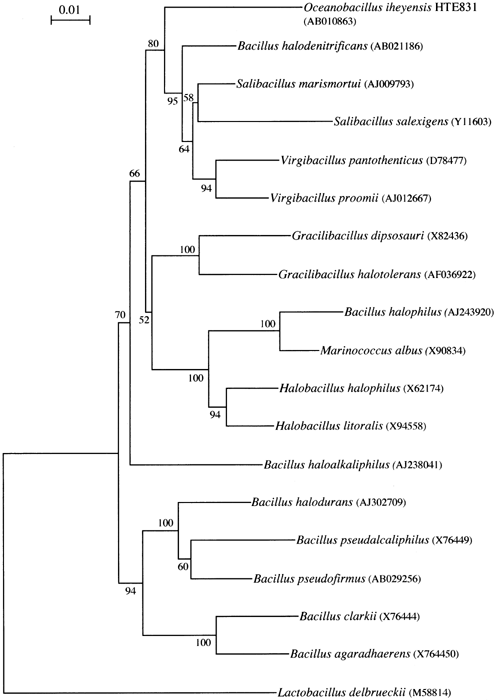 0.01
Oceanobacillus iheyensis HTE831
(AB010863)
80
Bacillus halodenitrificans (AB021186)
Salibacillus marismortui (AJ009793)
95
58
Salibacillus salexigens (Y11603)
64
Virgibacillus pantothenticus (D78477)
66
94
Virgibacillus proomii (AJ012667)
Gracilibacillus dipsosauri (X82436)
100
Gracilibacillus halotolerans (AF036922)
70
52
Bacillus halophilus (AJ243920)
100
Marinococcus albus (X90834)
100
Halobacillus halophilus (X62174)
94
Halobacillus litoralis (X94558)
Bacillus haloalkaliphilus (AJ238041)
Bacillus halodurans (AJ302709)
100
Bacillus pseudalcaliphilus (X76449)
60
Bacillus pseudofirmus (AB029256)
94
Bacillus clarkii (X76444)
100
Bacillus agaradhaerens (X764450)
Lactobacillus delbrueckii (M58814)